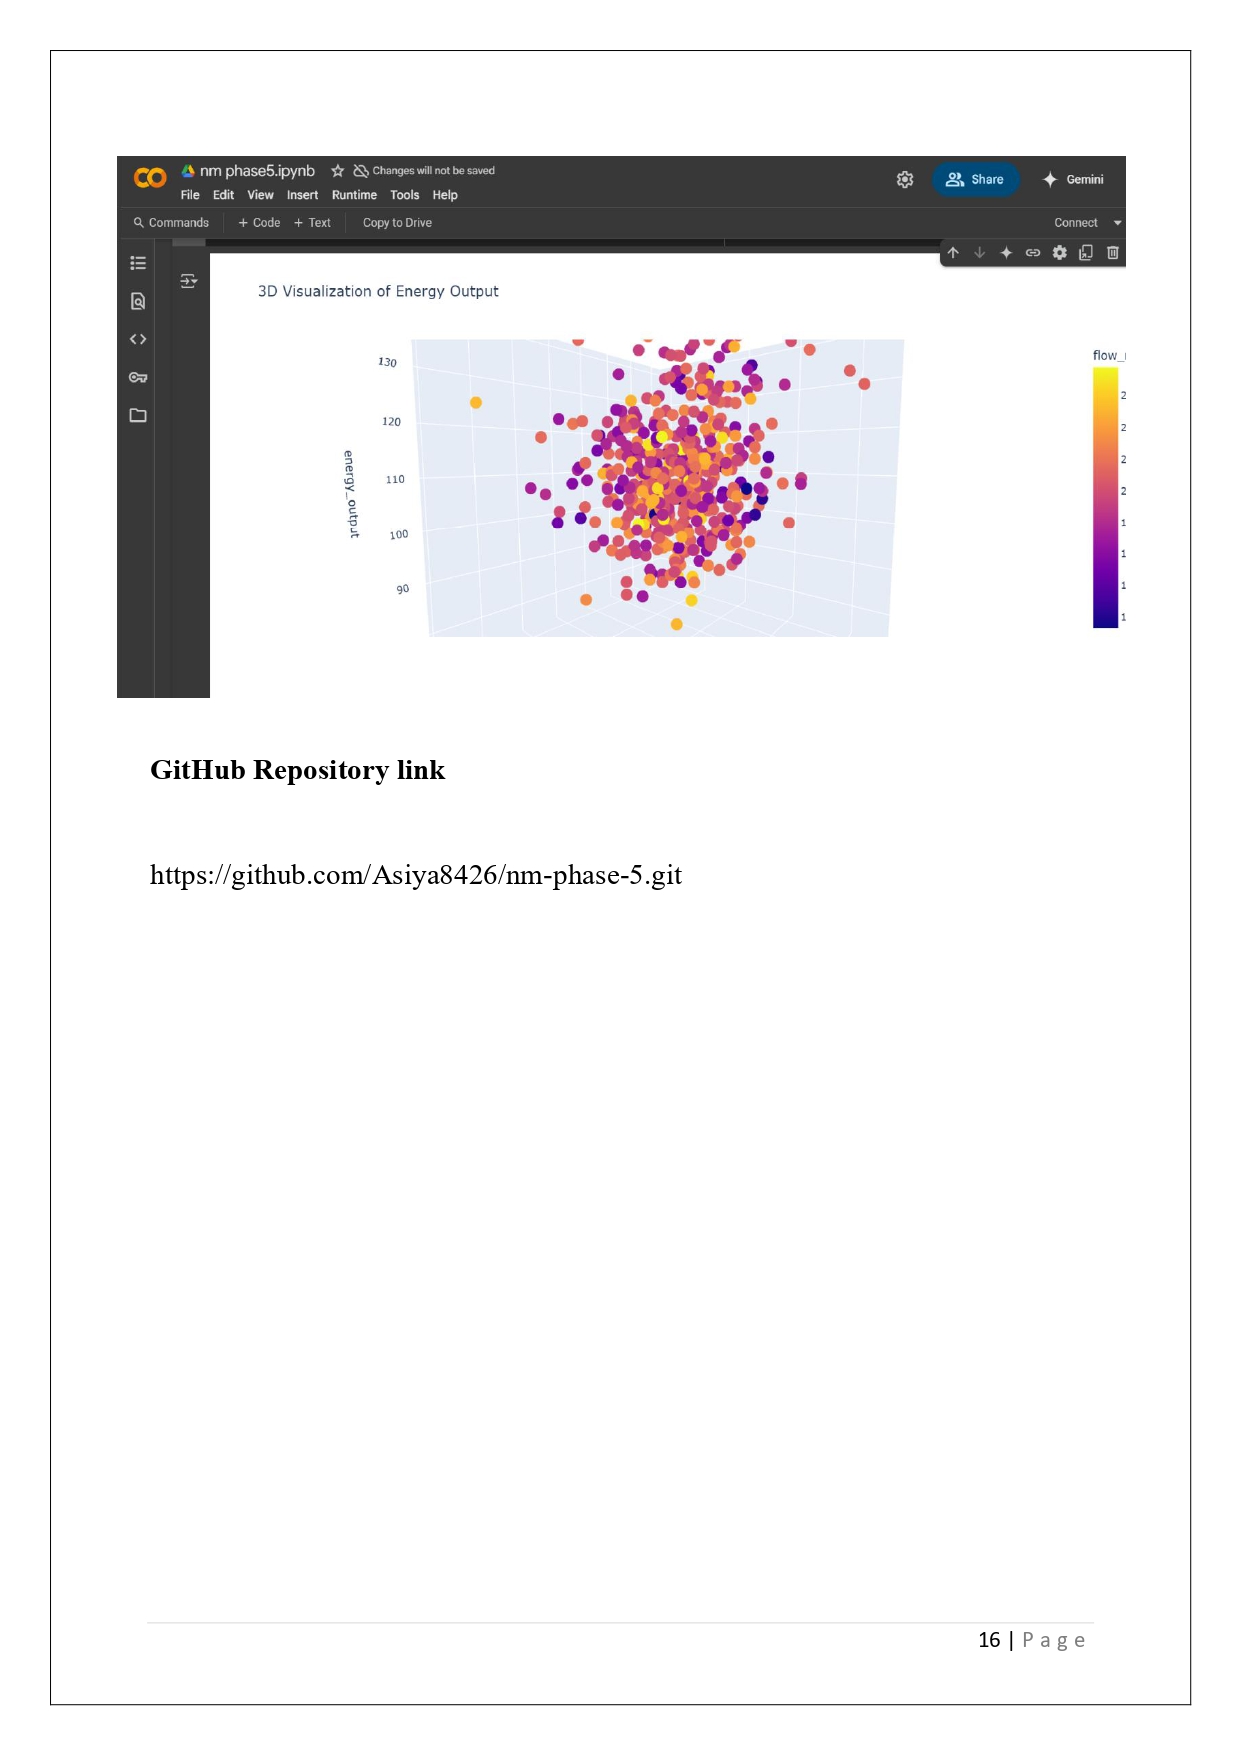 nm phase5.ipynb Changes will not be saved
Share Gemini
File Edit View Insert Runtime Tools Help
Commands + Code + Text Copy to Drive
Connect
3D Visualization of Energy Output
130
120
110
100
90
energy_output
flow_
2
2
2
2
1
1
1
1
GitHub Repository link
https://github.com/Asiya8426/nm-phase-5.git
16 | Page